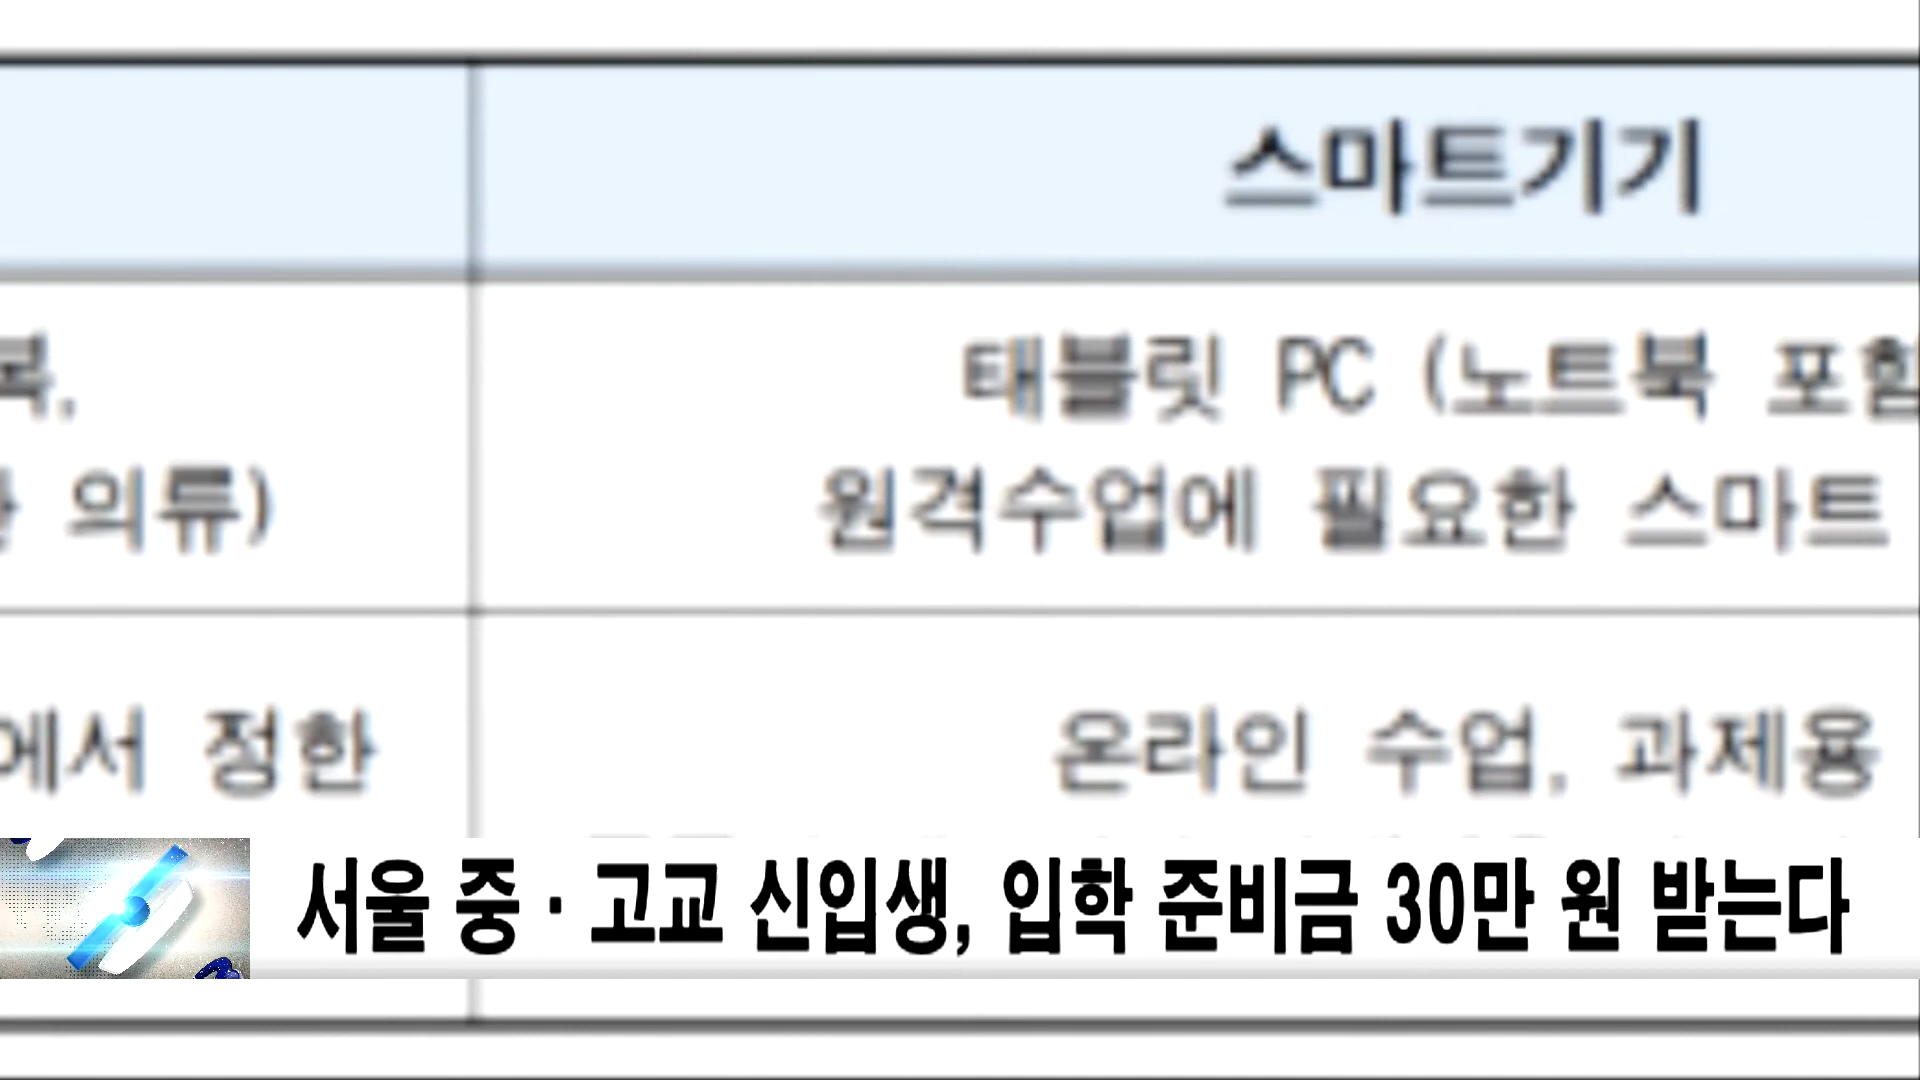 스마트기기
태블릿 PC (노트북 포함
의류)
원격수업에 필요한 스마트
에서 정한
온라인 수업, 과제용
서울 중·고교 신입생, 입학 준비금 30만 원 받는다